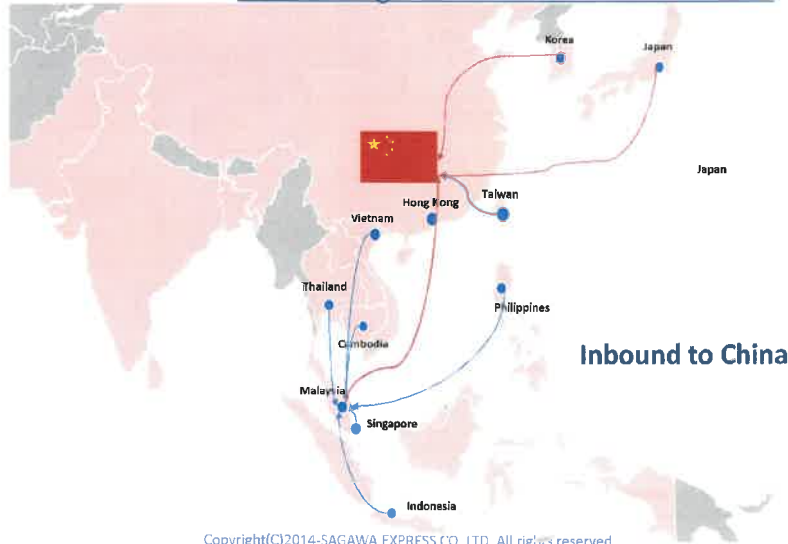 Korea
Japan
Japan
Taiwan
Hong Kong
Vietnam
Thailand
Philippines
Cambodia
Inbound to China
Malaysia
Singapore
Indonesia
Copyright(C)2014-SAGAWA EXPRESS CO.,LTD. All rights reserved